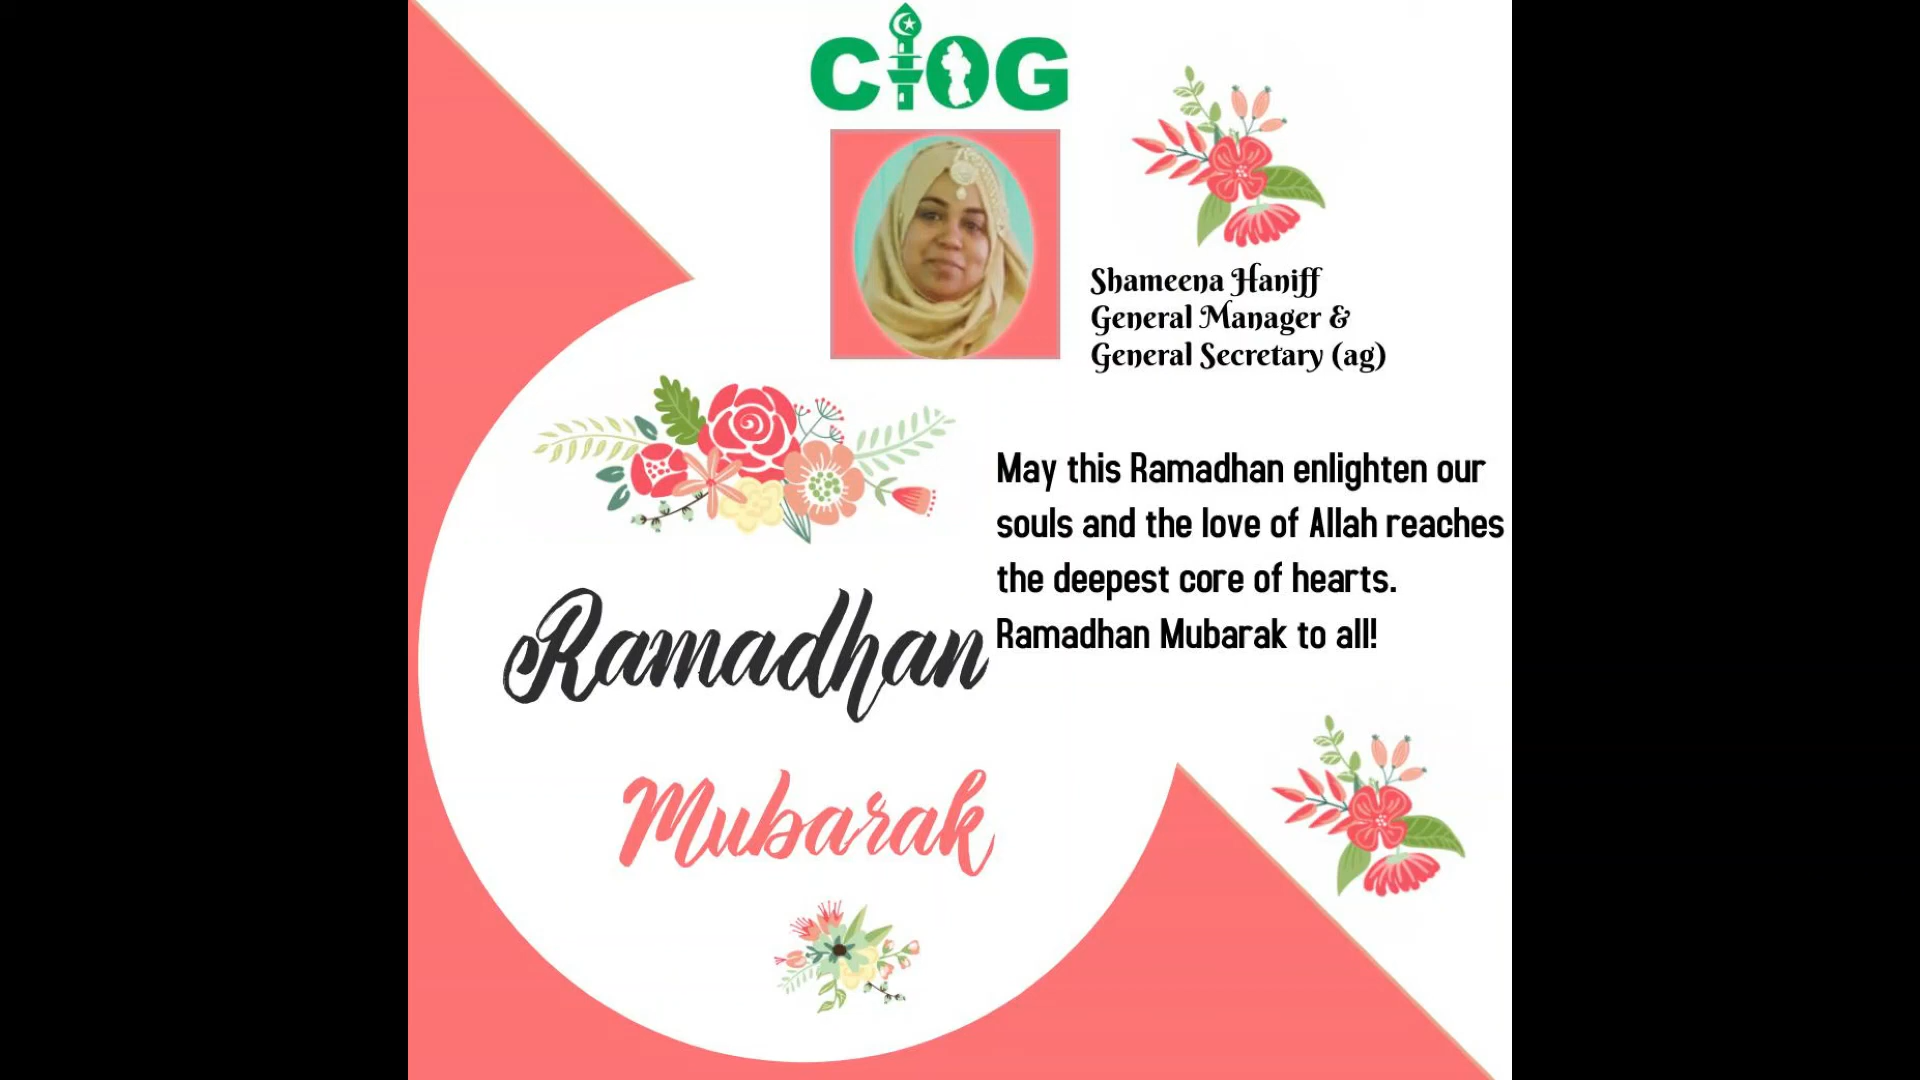 CIOG
Shameena Haniff
General Manager &
General Secretary (ag)
May this Ramadhan enlighten our
souls and the love of Allah reaches
the deepest core of hearts.
Ramadhan Mubarak to all!
Ramadhan
Mubarak